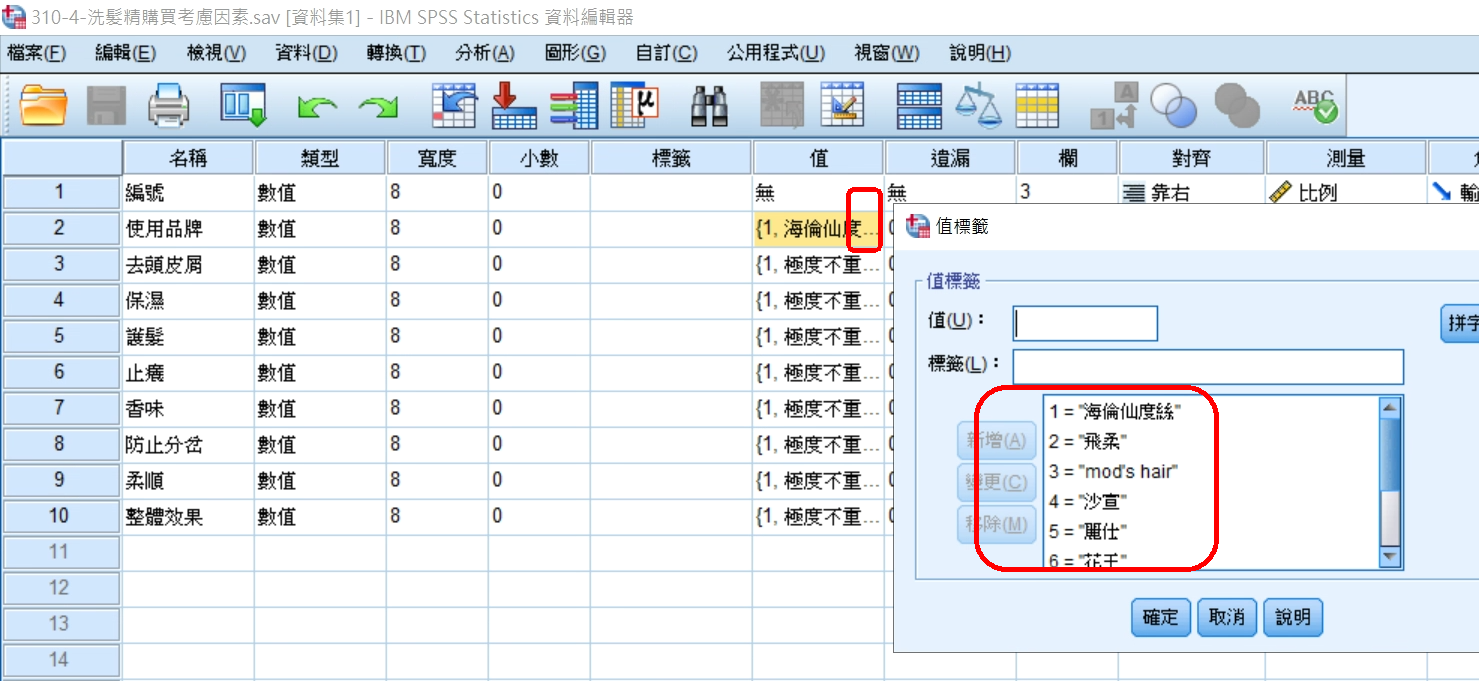 310-4-洗髮精購買考慮因素.sav [資料集1] - IBM SPSS Statistics 資料編輯器
檔案(F) 編輯(E) 檢視(V) 資料(D) 轉換(T) 分析(A) 圖形(G) 自訂(C) 公用程式(U) 視窗(W) 說明(H)
μ A 1 ABC
名稱 類型 寬度 小數 標籤 值 遺漏 欄 對齊 測量
1 編號 數值 8 0 無 無 3 靠右 比例 輸
2 使用品牌 數值 8 0 {1, 海倫仙度...
3 去頭皮屑 數值 8 0 {1, 極度不重...
4 保濕 數值 8 0 {1, 極度不重...
5 護髮 數值 8 0 {1, 極度不重...
6 止癢 數值 8 0 {1, 極度不重...
7 香味 數值 8 0 {1, 極度不重...
8 防止分岔 數值 8 0 {1, 極度不重...
9 柔順 數值 8 0 {1, 極度不重...
10 整體效果 數值 8 0 {1, 極度不重...
11
12
13
14
值標籤
值標籤
值(U)：
拼字
標籤(L)：
新增(A)
變更(C)
移除(M)
1 = "海倫仙度絲"
2 = "飛柔"
3 = "mod's hair"
4 = "沙宣"
5 = "麗仕"
6 = "花王"
確定 取消 說明